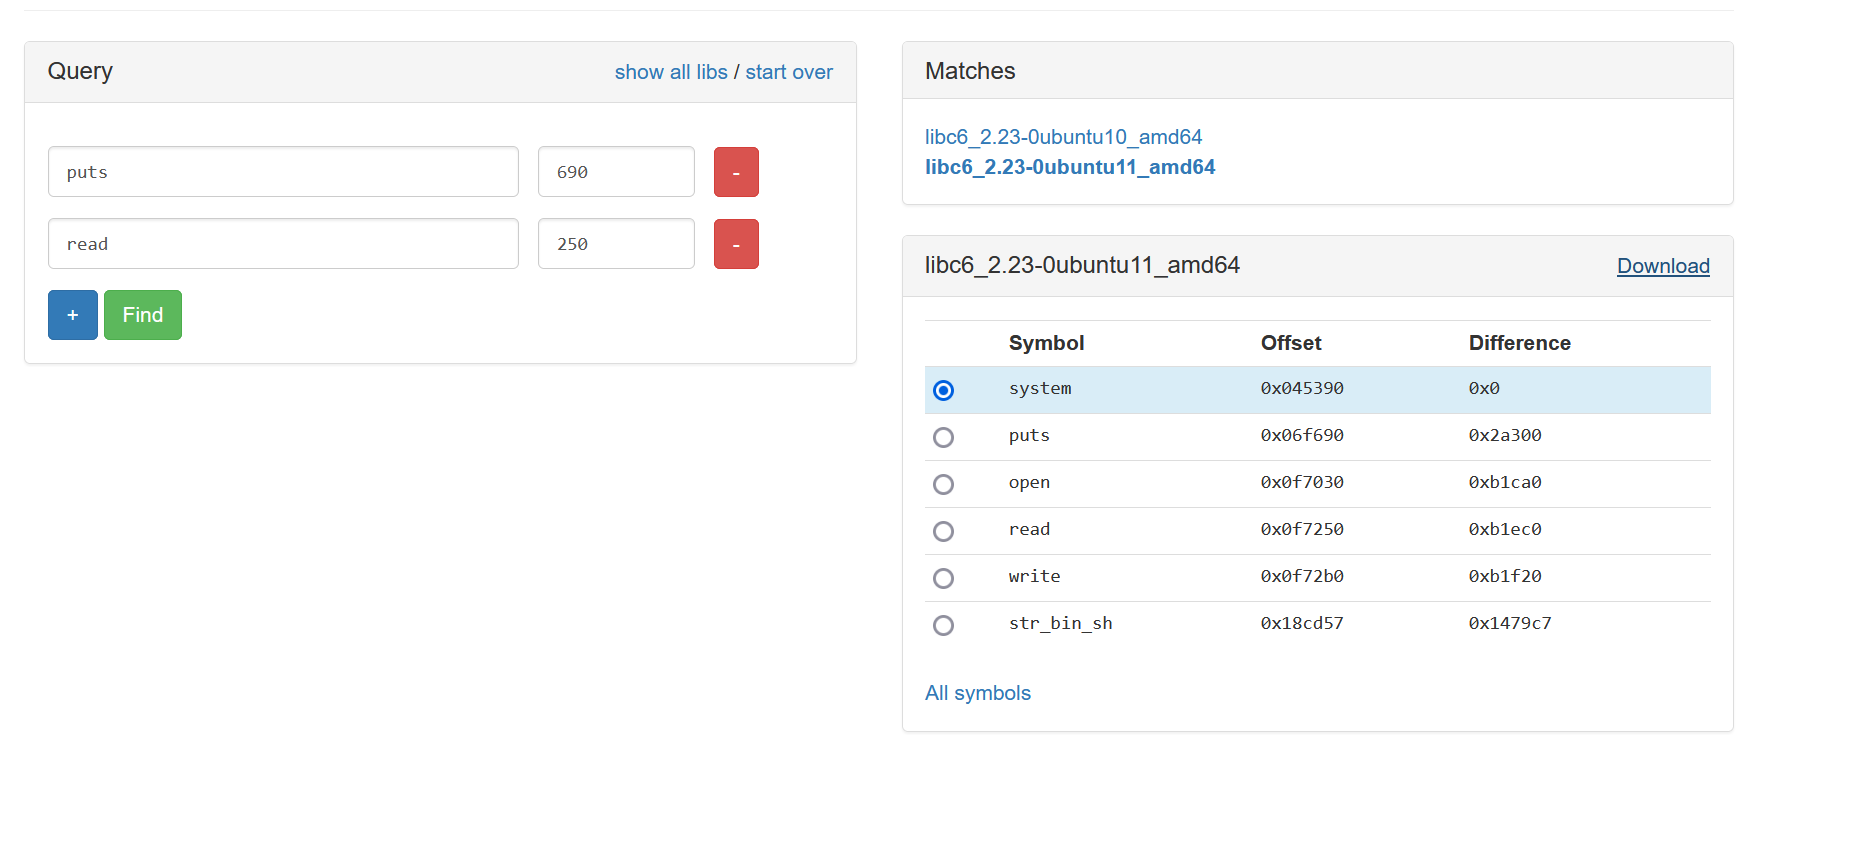 Query show all libs / start over
puts 690 -
read 250 -
+ Find
Matches
libc6_2.23-0ubuntu10_amd64
libc6_2.23-0ubuntu11_amd64
libc6_2.23-0ubuntu11_amd64 Download
Symbol Offset Difference
system 0x045390 0x0
puts 0x06f690 0x2a300
open 0x0f7030 0xb1ca0
read 0x0f7250 0xb1ec0
write 0x0f72b0 0xb1f20
str_bin_sh 0x18cd57 0x1479c7
All symbols